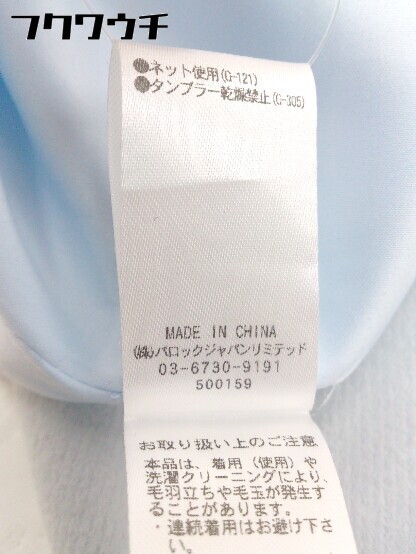 フクワウチ
●ネット使用(G-121)
●タンブラー乾燥禁止(C-305)
MADE IN CHINA
(株)バロックジャパンリミテッド
03-6730-9191
500159
お取り扱い上のご注意
本品は、着用(使用)や
洗濯クリーニングにより、
毛羽立ちや毛玉が発生す
ることがあります。
・連続着用はお避け下さ
い。